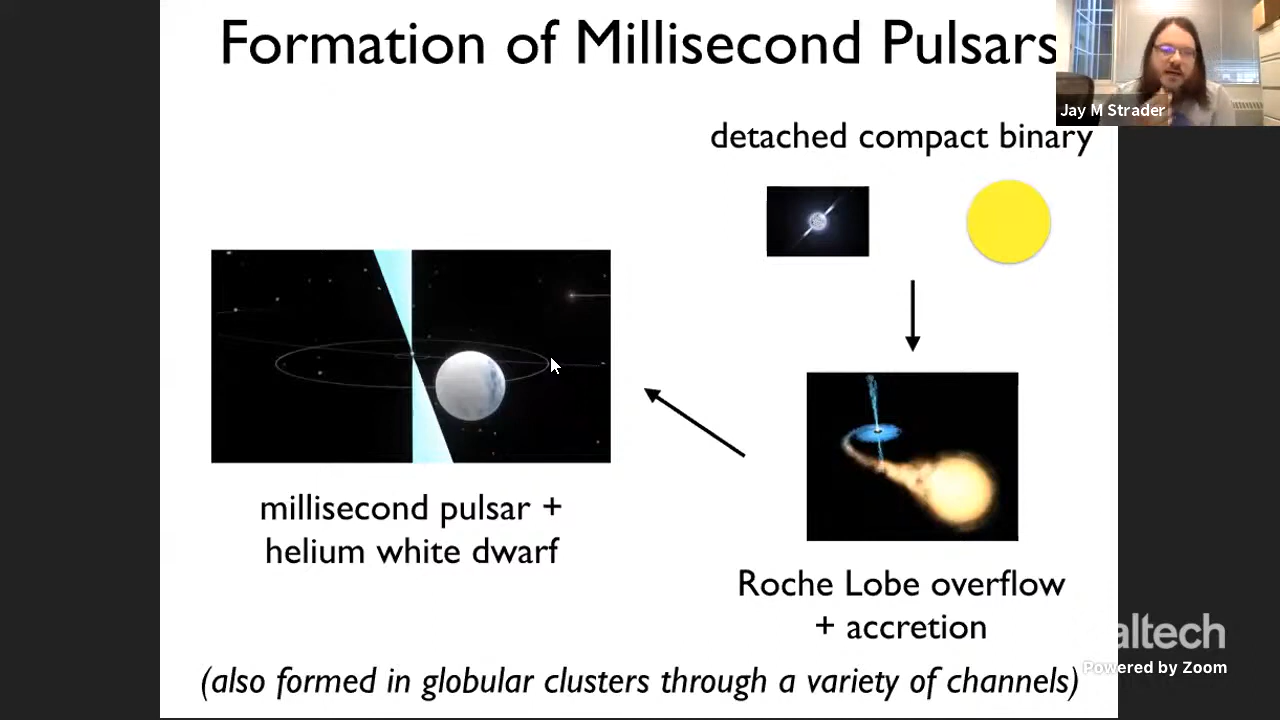 Formation of Millisecond Pulsars
Jay M Strader
detached compact binary
millisecond pulsar +
helium white dwarf
Roche Lobe overflow
+ accretion
altech
Powered by Zoom
(also formed in globular clusters through a variety of channels)